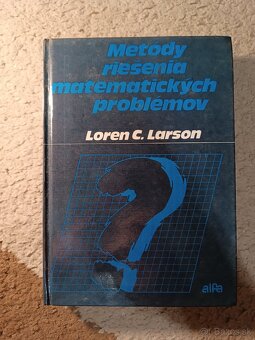 Metódy
riešenia
matematických
problémov
Loren C. Larson
alfa